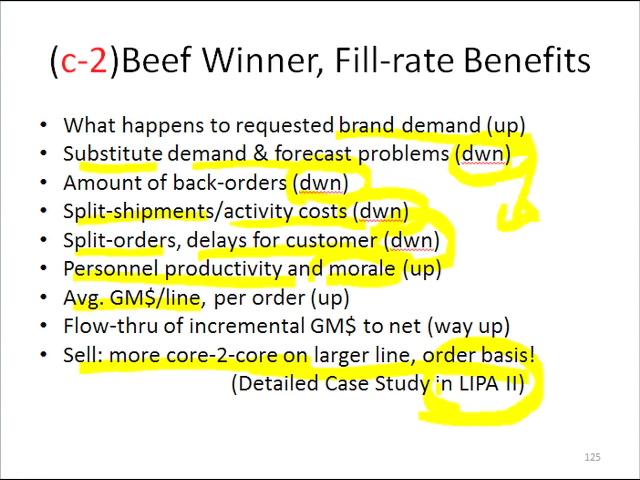 (c-2)Beef Winner, Fill-rate Benefits
• What happens to requested brand demand (up)
• Substitute demand & forecast problems (dwn)
• Amount of back-orders (dwn)
• Split-shipments/activity costs (dwn)
• Split-orders, delays for customer (dwn)
• Personnel productivity and morale (up)
• Avg. GM$/line, per order (up)
• Flow-thru of incremental GM$ to net (way up)
• Sell: more core-2-core on larger line, order basis!
(Detailed Case Study in LIPA II)
125